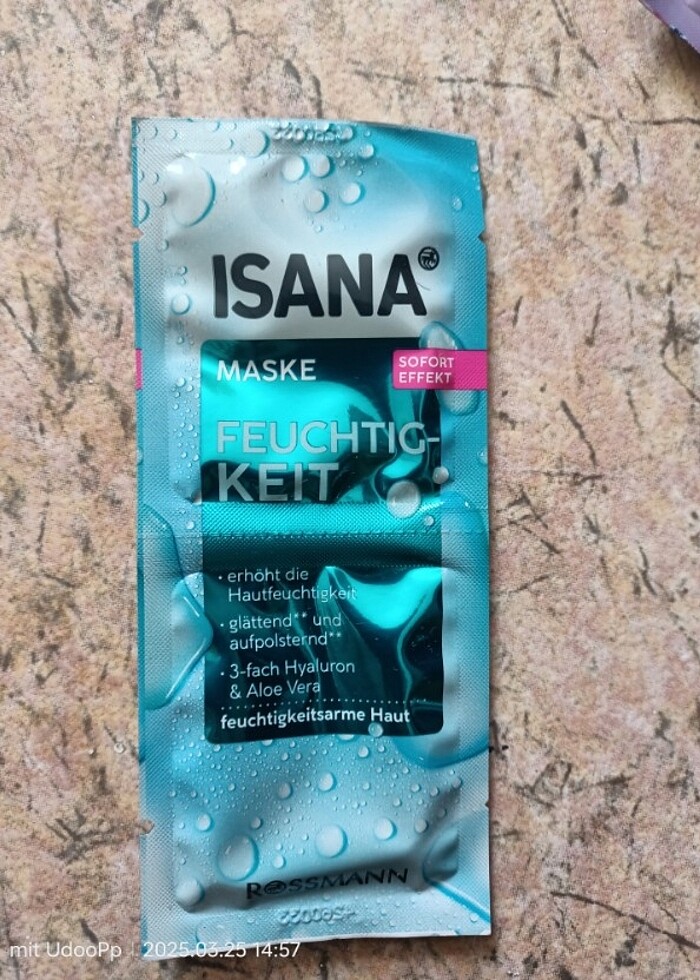 ISANA
MASKE
SOFORT
EFFEKT
FEUCHTIG-
KEIT
• erhöht die
Hautfeuchtigkeit
• glättend** und
aufpolsternd**
• 3-fach Hyaluron
& Aloe Vera
feuchtigkeitsarme Haut
ROSSMANN
mit UdooPp | 2025.03.25 14:57